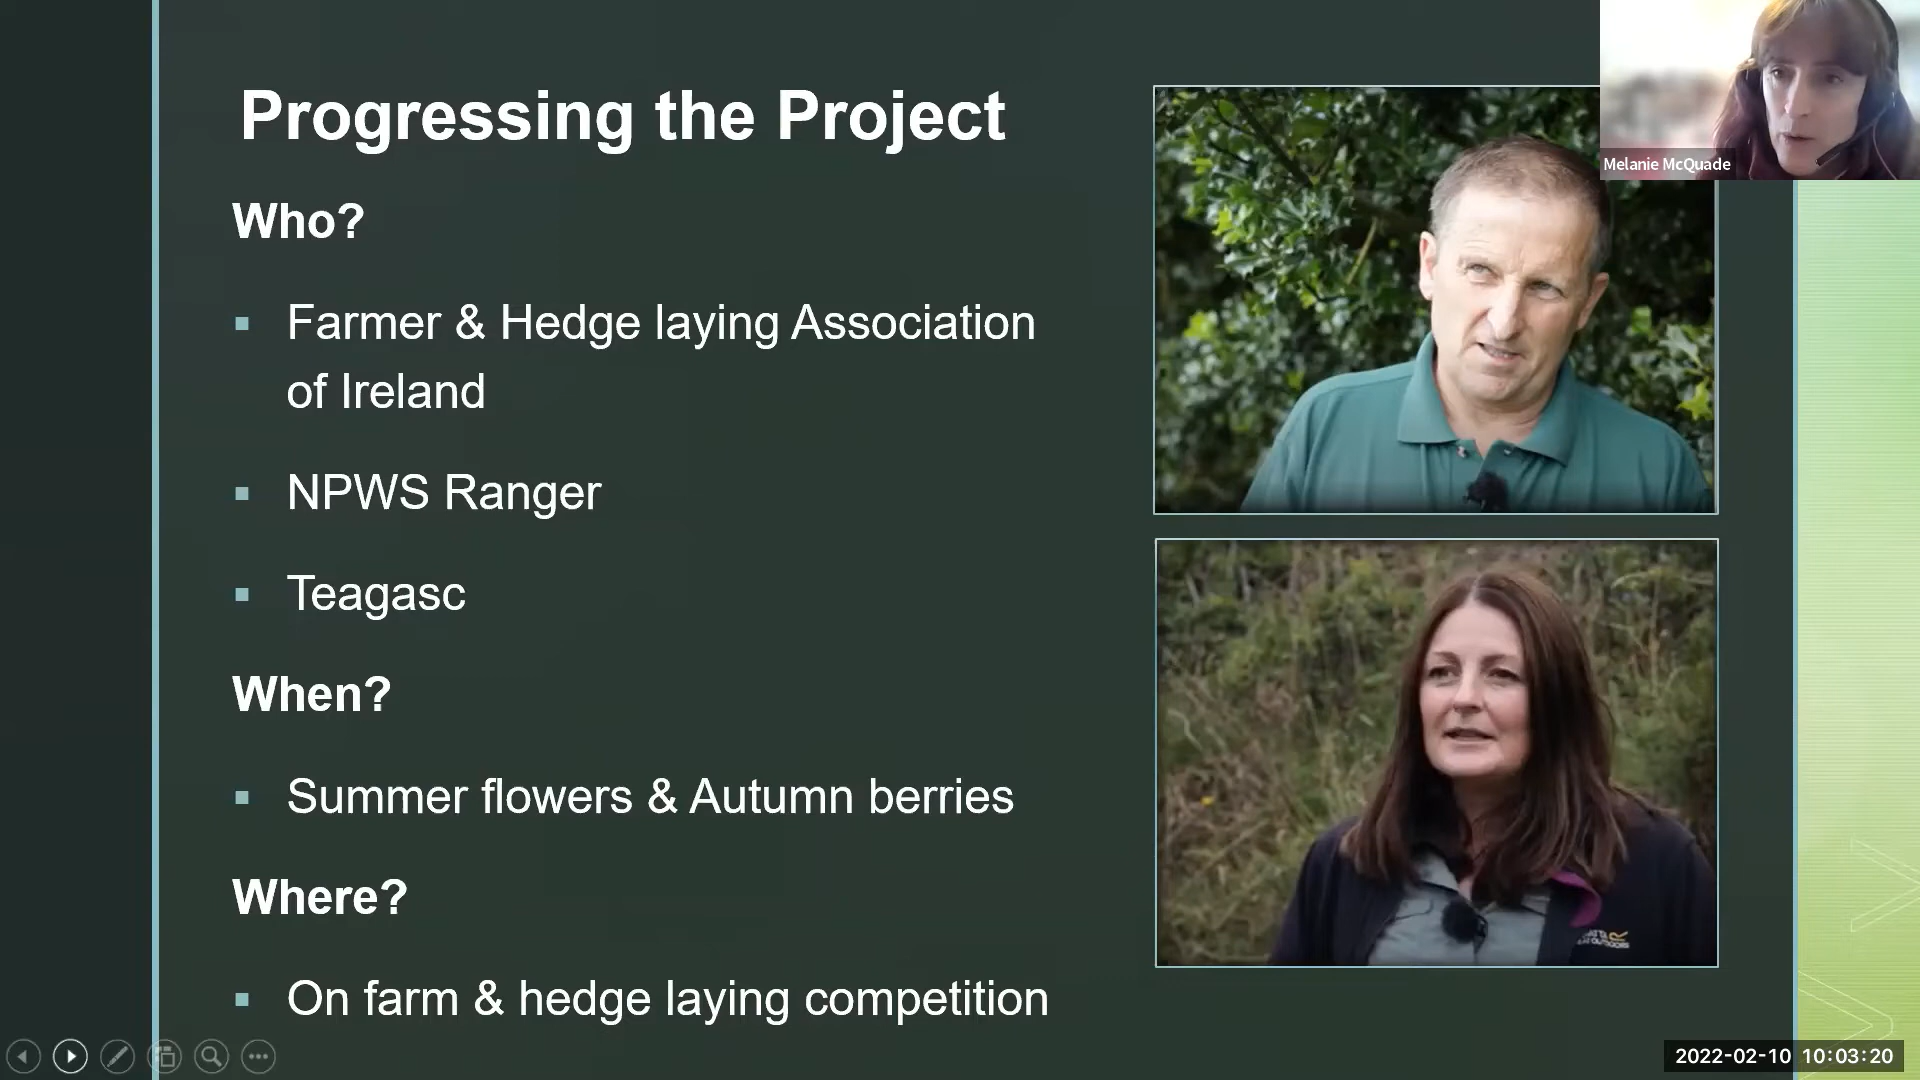 Progressing the Project
Who?
Farmer & Hedge laying Association
of Ireland
NPWS Ranger
Teagasc
When?
Summer flowers & Autumn berries
Where?
On farm & hedge laying competition
Melanie McQuade
2022-02-10 10:03:20